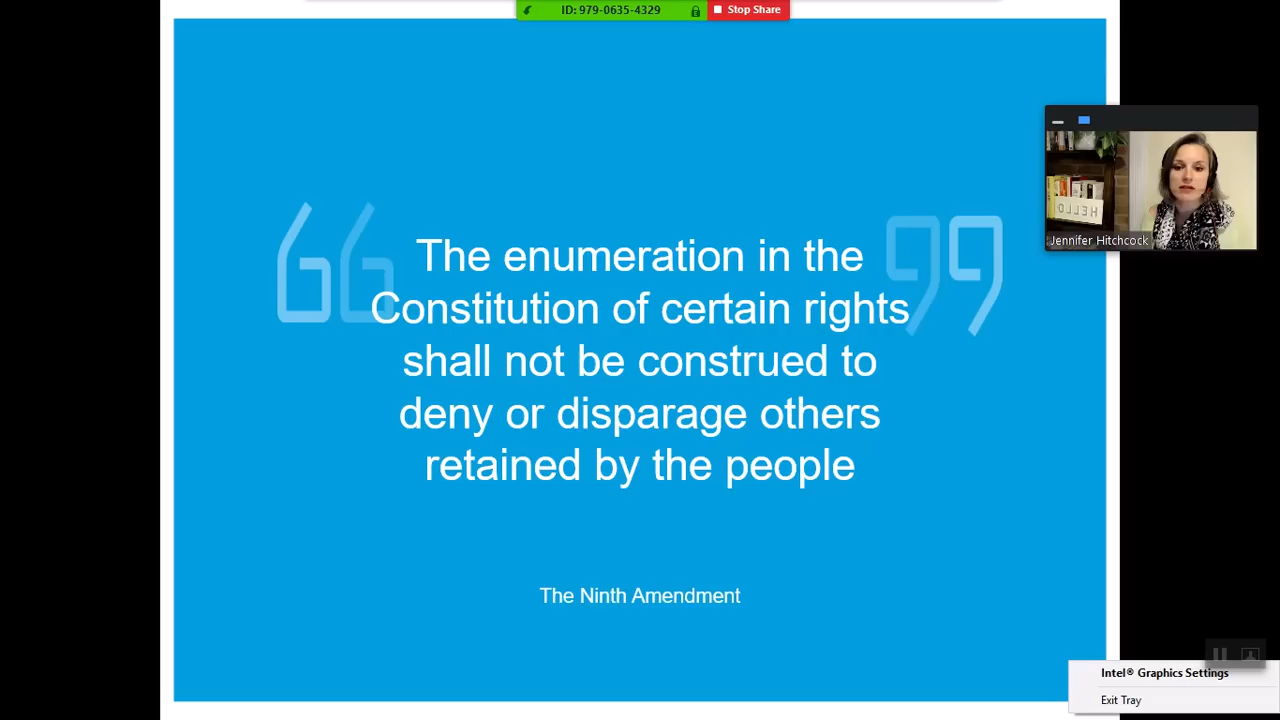 ID: 979-0635-4329
Stop Share
The enumeration in the
Constitution of certain rights
shall not be construed to
deny or disparage others
retained by the people
The Ninth Amendment
HELLO
Jennifer Hitchcock
Intel® Graphics Settings
Exit Tray